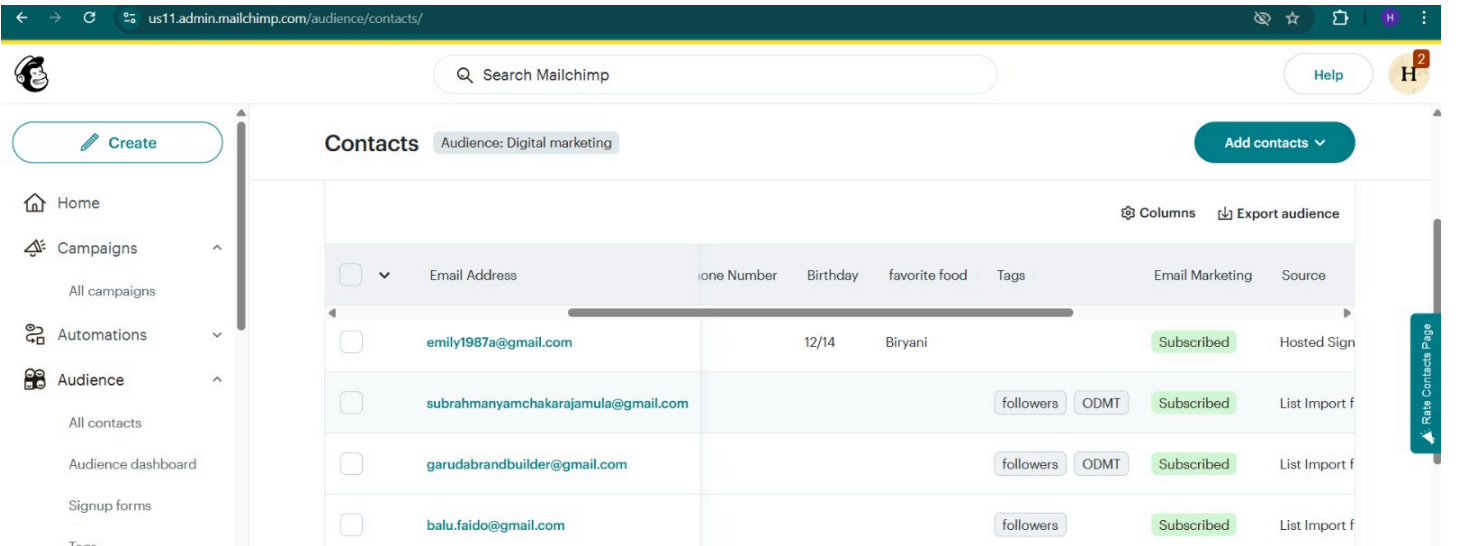 us11.admin.mailchimp.com/audience/contacts/
H
Search Mailchimp
Help
H 2
Create
Contacts Audience: Digital marketing
Add contacts
Home
Columns Export audience
Campaigns
Email Address one Number Birthday favorite food Tags Email Marketing Source
All campaigns
Automations
emily1987a@gmail.com 12/14 Biryani Subscribed Hosted Sign
Audience
subrahmanyamchakarajamula@gmail.com followers ODMT Subscribed List Import f
All contacts
Audience dashboard
garudabrandbuilder@gmail.com followers ODMT Subscribed List Import f
Signup forms
balu.faido@gmail.com followers Subscribed List Import f
Tags
Rate Contacts Page